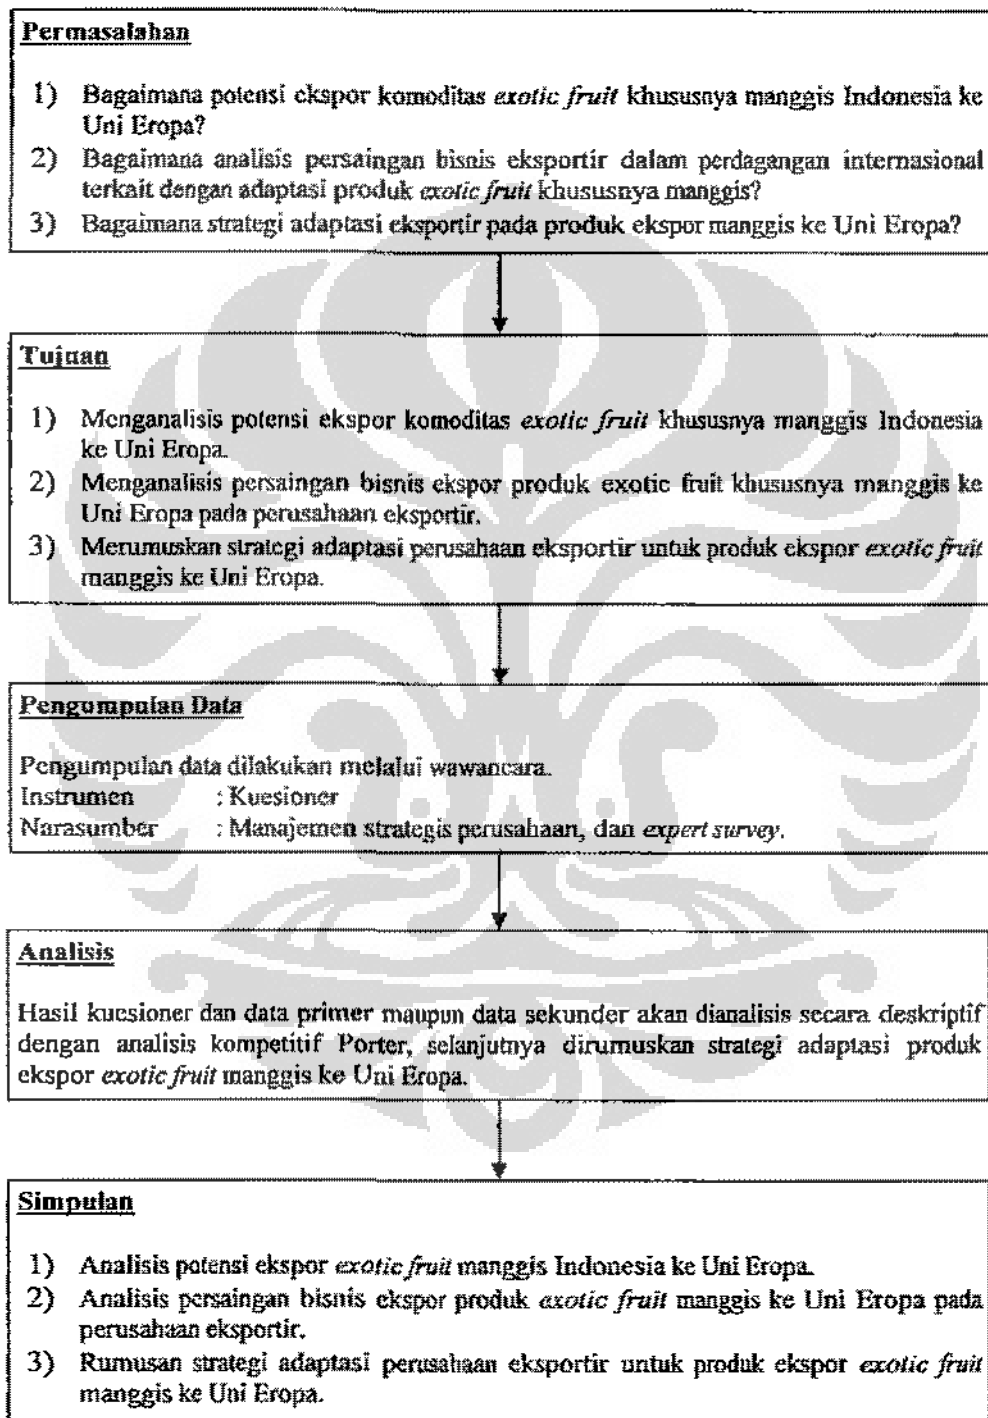 Permasalahan
1) Bagaimana potensi ekspor komoditas exotic fruit khususnya manggis Indonesia ke
Uni Eropa?
2) Bagaimana analisis persaingan bisnis eksportir dalam perdagangan internasional
terkait dengan adaptasi produk exotic fruit khususnya manggis?
3) Bagaimana strategi adaptasi eksportir pada produk ekspor manggis ke Uni Eropa?
Tujuan
1) Menganalisis potensi ekspor komoditas exotic fruit khususnya manggis Indonesia
ke Uni Eropa.
2) Menganalisis persaingan bisnis ekspor produk exotic fruit khususnya manggis ke
Uni Eropa pada perusahaan eksportir.
3) Merumuskan strategi adaptasi perusahaan eksportir untuk produk ekspor exotic fruit
manggis ke Uni Eropa.
Pengumpulan Data
Pengumpulan data dilakukan melalui wawancara.
Instrumen : Kuesioner
Narasumber : Manajemen strategis perusahaan, dan expert survey.
Analisis
Hasil kuesioner dan data primer maupun data sekunder akan dianalisis secara deskriptif
dengan analisis kompetitif Porter, selanjutnya dirumuskan strategi adaptasi produk
ekspor exotic fruit manggis ke Uni Eropa.
Simpulan
1) Analisis potensi ekspor exotic fruit manggis Indonesia ke Uni Eropa.
2) Analisis persaingan bisnis ekspor produk exotic fruit manggis ke Uni Eropa pada
perusahaan eksportir.
3) Rumusan strategi adaptasi perusahaan eksportir untuk produk ekspor exotic fruit
manggis ke Uni Eropa.